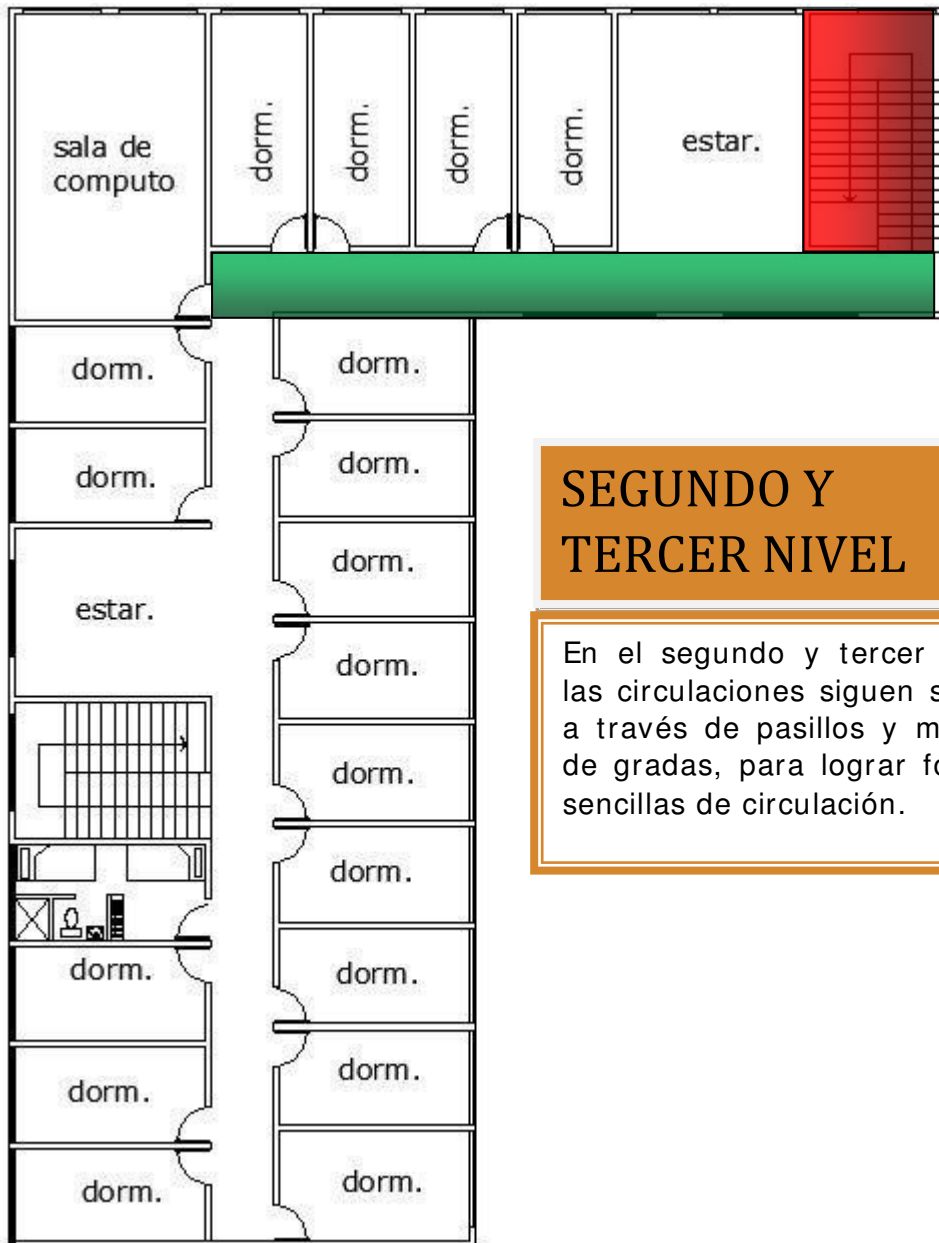 dorm.
dorm.
dorm.
dorm.
estar.
sala de
computo
dorm.
dorm.
dorm.
dorm.
dorm.
estar.
dorm.
dorm.
dorm.
dorm.
dorm.
dorm.
dorm.
dorm.
dorm.
dorm.
SEGUNDO Y
TERCER NIVEL
En el segundo y tercer
las circulaciones siguen
a través de pasillos y
de gradas, para lograr
sencillas de circulación.